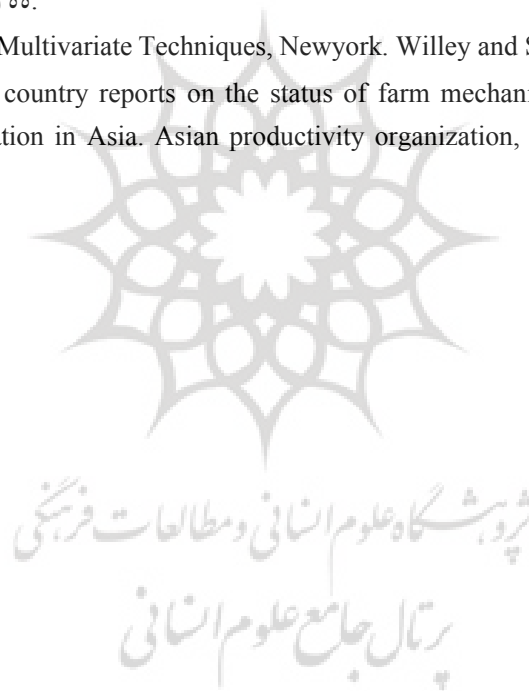 Multivariate Techniques, Newyork. Willey and S
country reports on the status of farm mechani
tion in Asia. Asian productivity organization,
پژوهشگاه علوم انسانی و مطالعات فرهنگی
پرتال جامع علوم انسانی